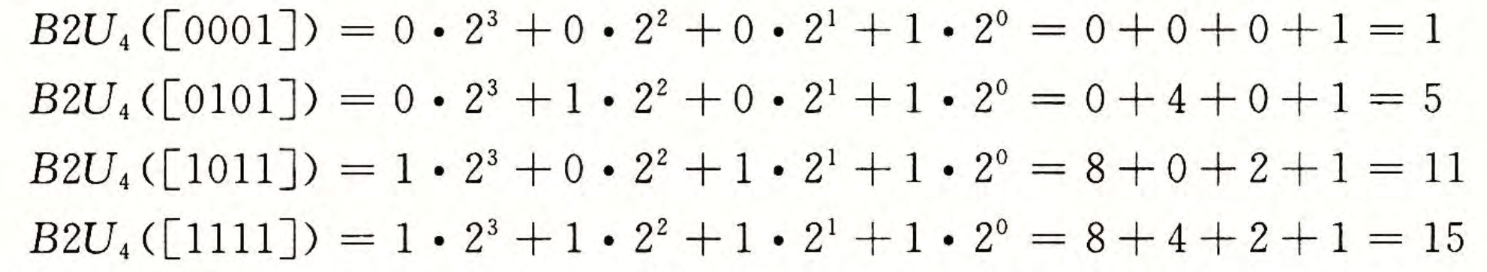 B2U₄([0001]) = 0 • 2³ + 0 • 2² + 0 • 2¹ + 1 • 2⁰ = 0 + 0 + 0 + 1 = 1
B2U₄([0101]) = 0 • 2³ + 1 • 2² + 0 • 2¹ + 1 • 2⁰ = 0 + 4 + 0 + 1 = 5
B2U₄([1011]) = 1 • 2³ + 0 • 2² + 1 • 2¹ + 1 • 2⁰ = 8 + 0 + 2 + 1 = 11
B2U₄([1111]) = 1 • 2³ + 1 • 2² + 1 • 2¹ + 1 • 2⁰ = 8 + 4 + 2 + 1 = 15